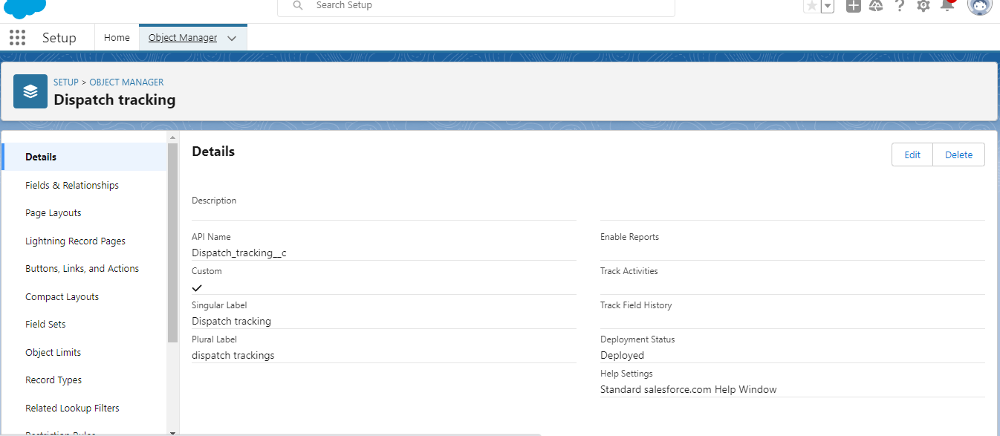 Search Setup
Setup
Home
Object Manager
SETUP > OBJECT MANAGER
Dispatch tracking
Details
Fields & Relationships
Page Layouts
Lightning Record Pages
Buttons, Links, and Actions
Compact Layouts
Field Sets
Object Limits
Record Types
Related Lookup Filters
Restriction Rules
Details
Edit
Delete
Description
API Name
Dispatch_tracking__c
Custom
Singular Label
Dispatch tracking
Plural Label
dispatch trackings
Enable Reports
Track Activities
Track Field History
Deployment Status
Deployed
Help Settings
Standard salesforce.com Help Window